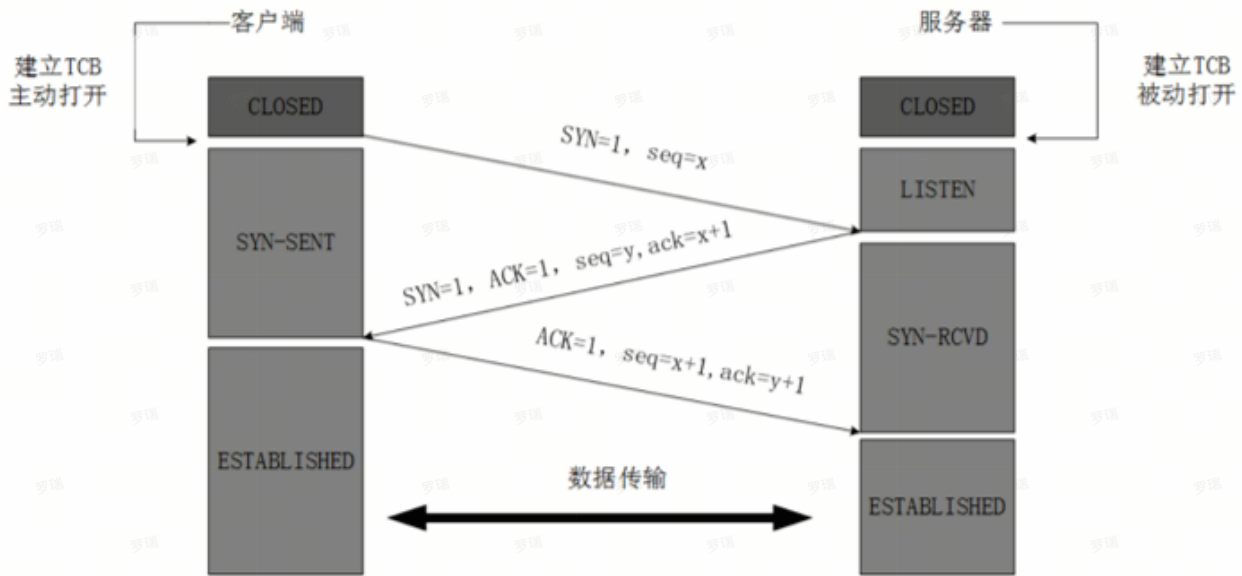 客户端
服务器
建立TCB
主动打开
建立TCB
被动打开
CLOSED
CLOSED
SYN=1, seq=x
LISTEN
SYN-SENT
SYN=1, ACK=1, seq=y,ack=x+1
SYN-RCVD
ACK=1, seq=x+1,ack=y+1
ESTABLISHED
数据传输
ESTABLISHED
罗瑞